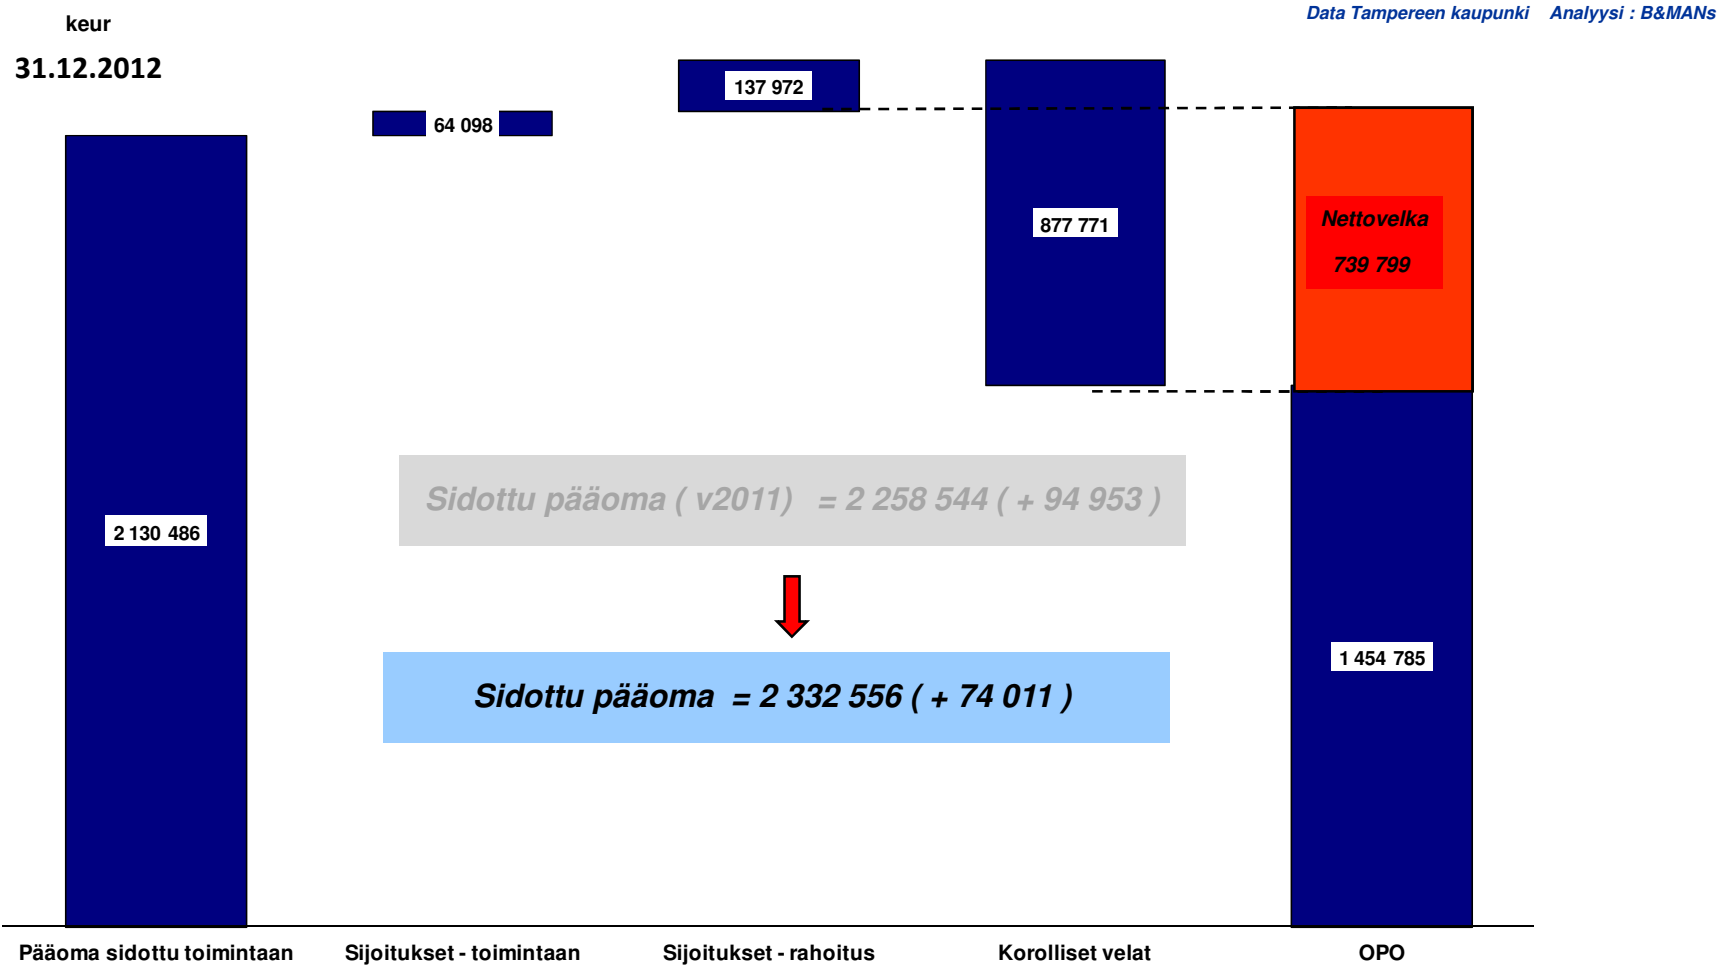 Data Tampereen kaupunki Analyysi : B&MANs
keur
31.12.2012
137 972
64 098
877 771
Nettovelka
739 799
Sidottu pääoma ( v2011) = 2 258 544 ( + 94 953 )
2 130 486
1 454 785
Sidottu pääoma = 2 332 556 ( + 74 011 )
Pääoma sidottu toimintaan Sijoitukset - toimintaan Sijoitukset - rahoitus Korolliset velat OPO